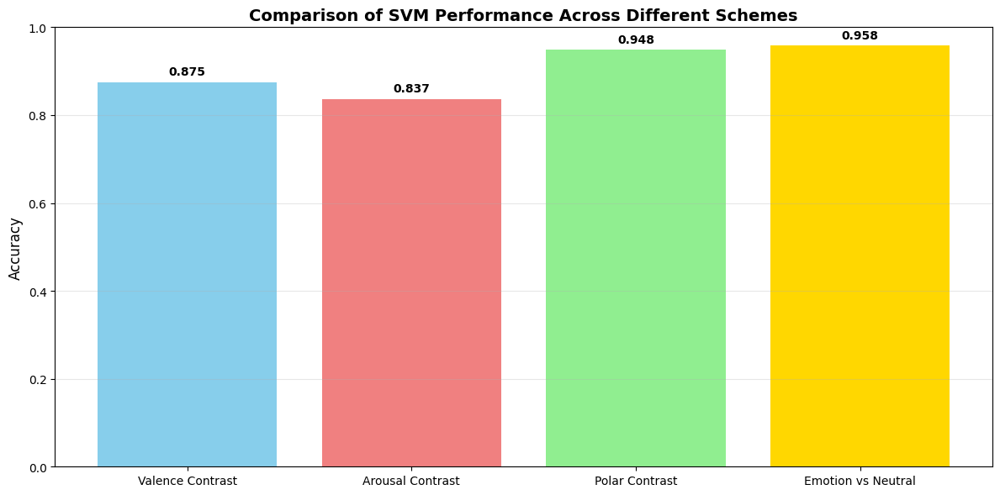 Comparison of SVM Performance Across Different Schemes
Accuracy
1.0
0.8
0.6
0.4
0.2
0.0
0.875
0.837
0.948
0.958
Valence Contrast
Arousal Contrast
Polar Contrast
Emotion vs Neutral